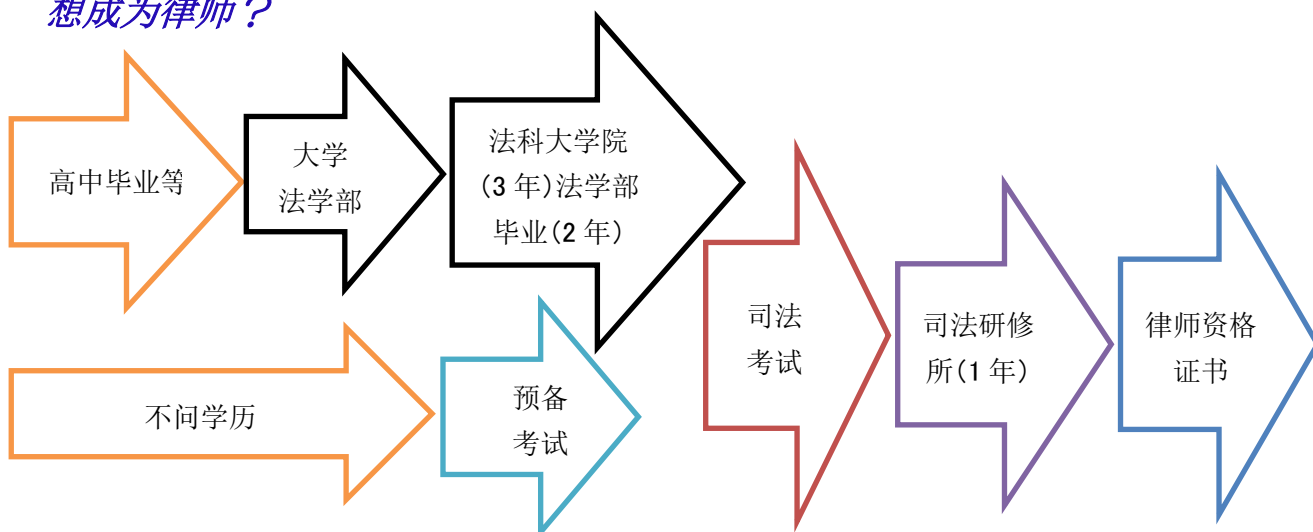 想成为律师？
高中毕业等
大学
法学部
法科大学院
(3 年)法学部
毕业(2 年)
不问学历
预备
考试
司法
考试
司法研修
所(1 年)
律师资格
证书